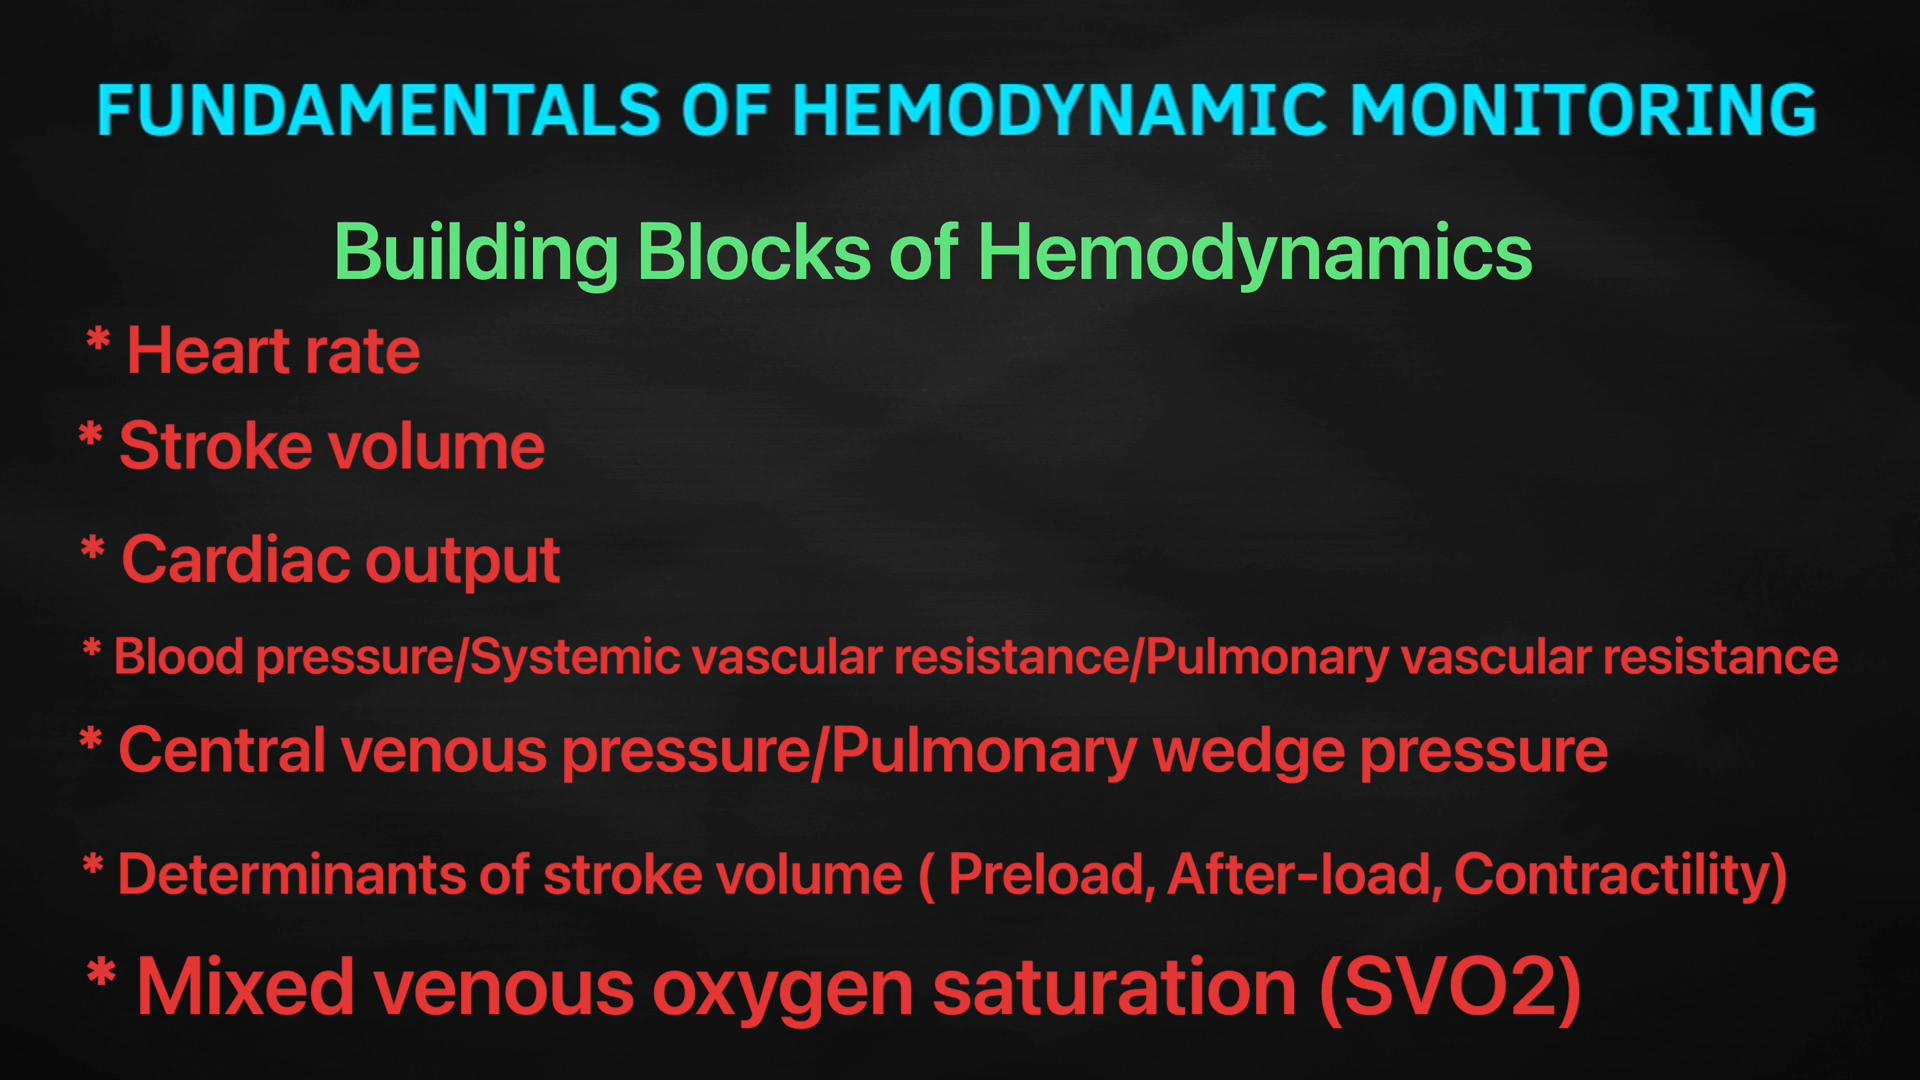 FUNDAMENTALS OF HEMODYNAMIC MONITORING
Building Blocks of Hemodynamics
* Heart rate
* Stroke volume
* Cardiac output
* Blood pressure/Systemic vascular resistance/Pulmonary vascular resistance
* Central venous pressure/Pulmonary wedge pressure
* Determinants of stroke volume ( Preload, After-load, Contractility)
* Mixed venous oxygen saturation (SVO2)